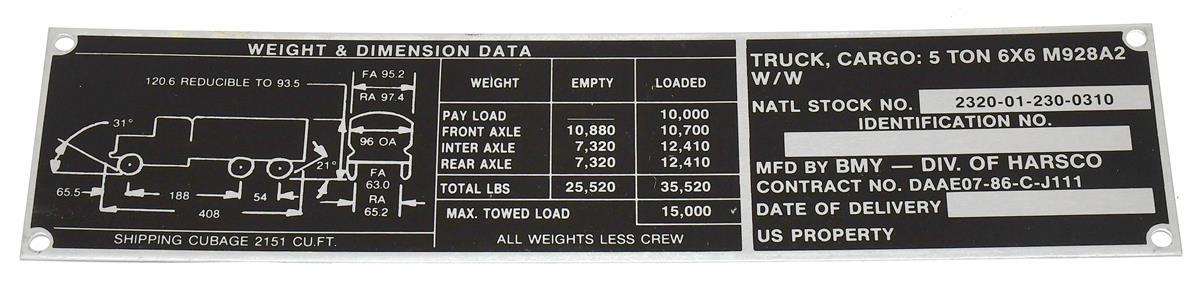 WEIGHT & DIMENSION DATA
120.6 REDUCIBLE TO 93.5
FA 95.2
RA 97.4
31°
96 OA
21°
65.5
188
54
408
FA
63.0
RA
65.2
SHIPPING CUBAGE 2151 CU.FT.
WEIGHT EMPTY LOADED
PAY LOAD 10,000
FRONT AXLE 10,880 10,700
INTER AXLE 7,320 12,410
REAR AXLE 7,320 12,410
TOTAL LBS 25,520 35,520
MAX. TOWED LOAD 15,000
ALL WEIGHTS LESS CREW
TRUCK, CARGO: 5 TON 6X6 M928A2
W/W
NATL STOCK NO. 2320-01-230-0310
IDENTIFICATION NO.
MFD BY BMY — DIV. OF HARSCO
CONTRACT NO. DAAE07-86-C-J111
DATE OF DELIVERY
US PROPERTY